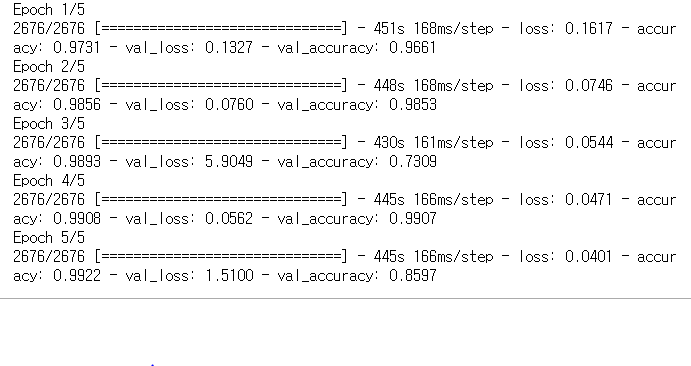 Epoch 1/5
2676/2676 [==============================] - 451s 168ms/step - loss: 0.1617 - accur
acy: 0.9731 - val_loss: 0.1327 - val_accuracy: 0.9661
Epoch 2/5
2676/2676 [==============================] - 448s 168ms/step - loss: 0.0746 - accur
acy: 0.9856 - val_loss: 0.0760 - val_accuracy: 0.9853
Epoch 3/5
2676/2676 [==============================] - 430s 161ms/step - loss: 0.0544 - accur
acy: 0.9893 - val_loss: 5.9049 - val_accuracy: 0.7309
Epoch 4/5
2676/2676 [==============================] - 445s 166ms/step - loss: 0.0471 - accur
acy: 0.9908 - val_loss: 0.0562 - val_accuracy: 0.9907
Epoch 5/5
2676/2676 [==============================] - 445s 166ms/step - loss: 0.0401 - accur
acy: 0.9922 - val_loss: 1.5100 - val_accuracy: 0.8597